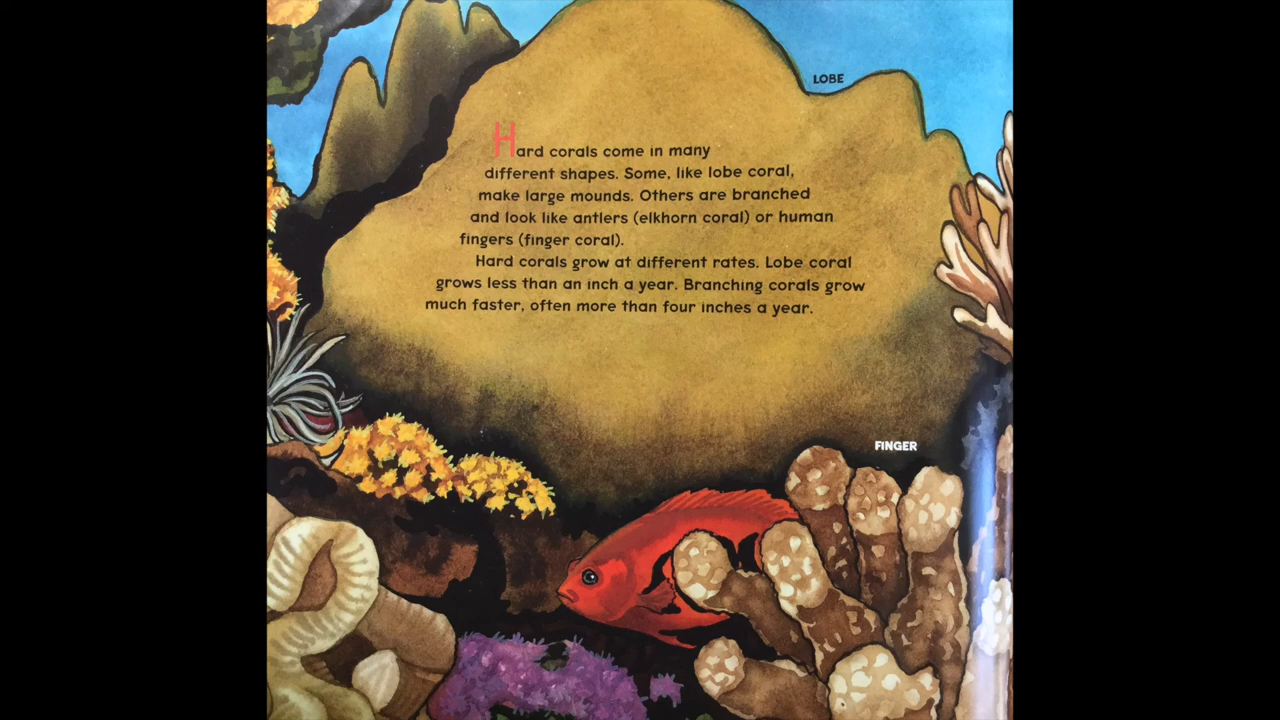 LOBE
Hard corals come in many
different shapes. Some, like lobe coral,
make large mounds. Others are branched
and look like antlers (elkhorn coral) or human
fingers (finger coral).
Hard corals grow at different rates. Lobe coral
grows less than an inch a year. Branching corals grow
much faster, often more than four inches a year.
FINGER